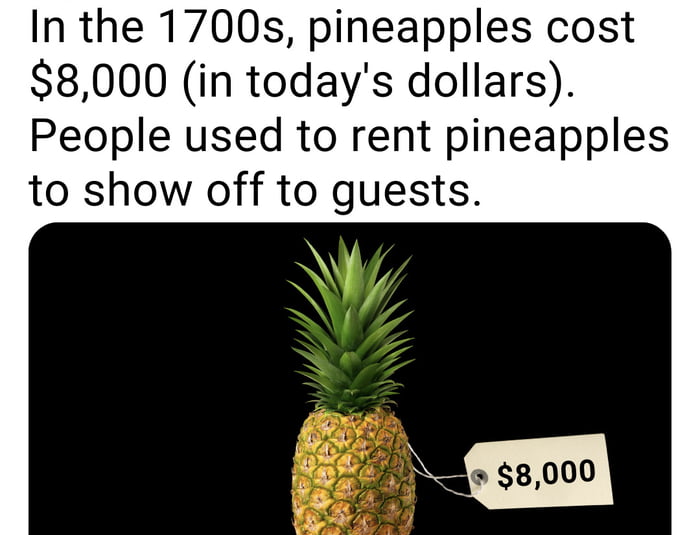 In the 1700s, pineapples cost
$8,000 (in today's dollars).
People used to rent pineapples
to show off to guests.
$8,000